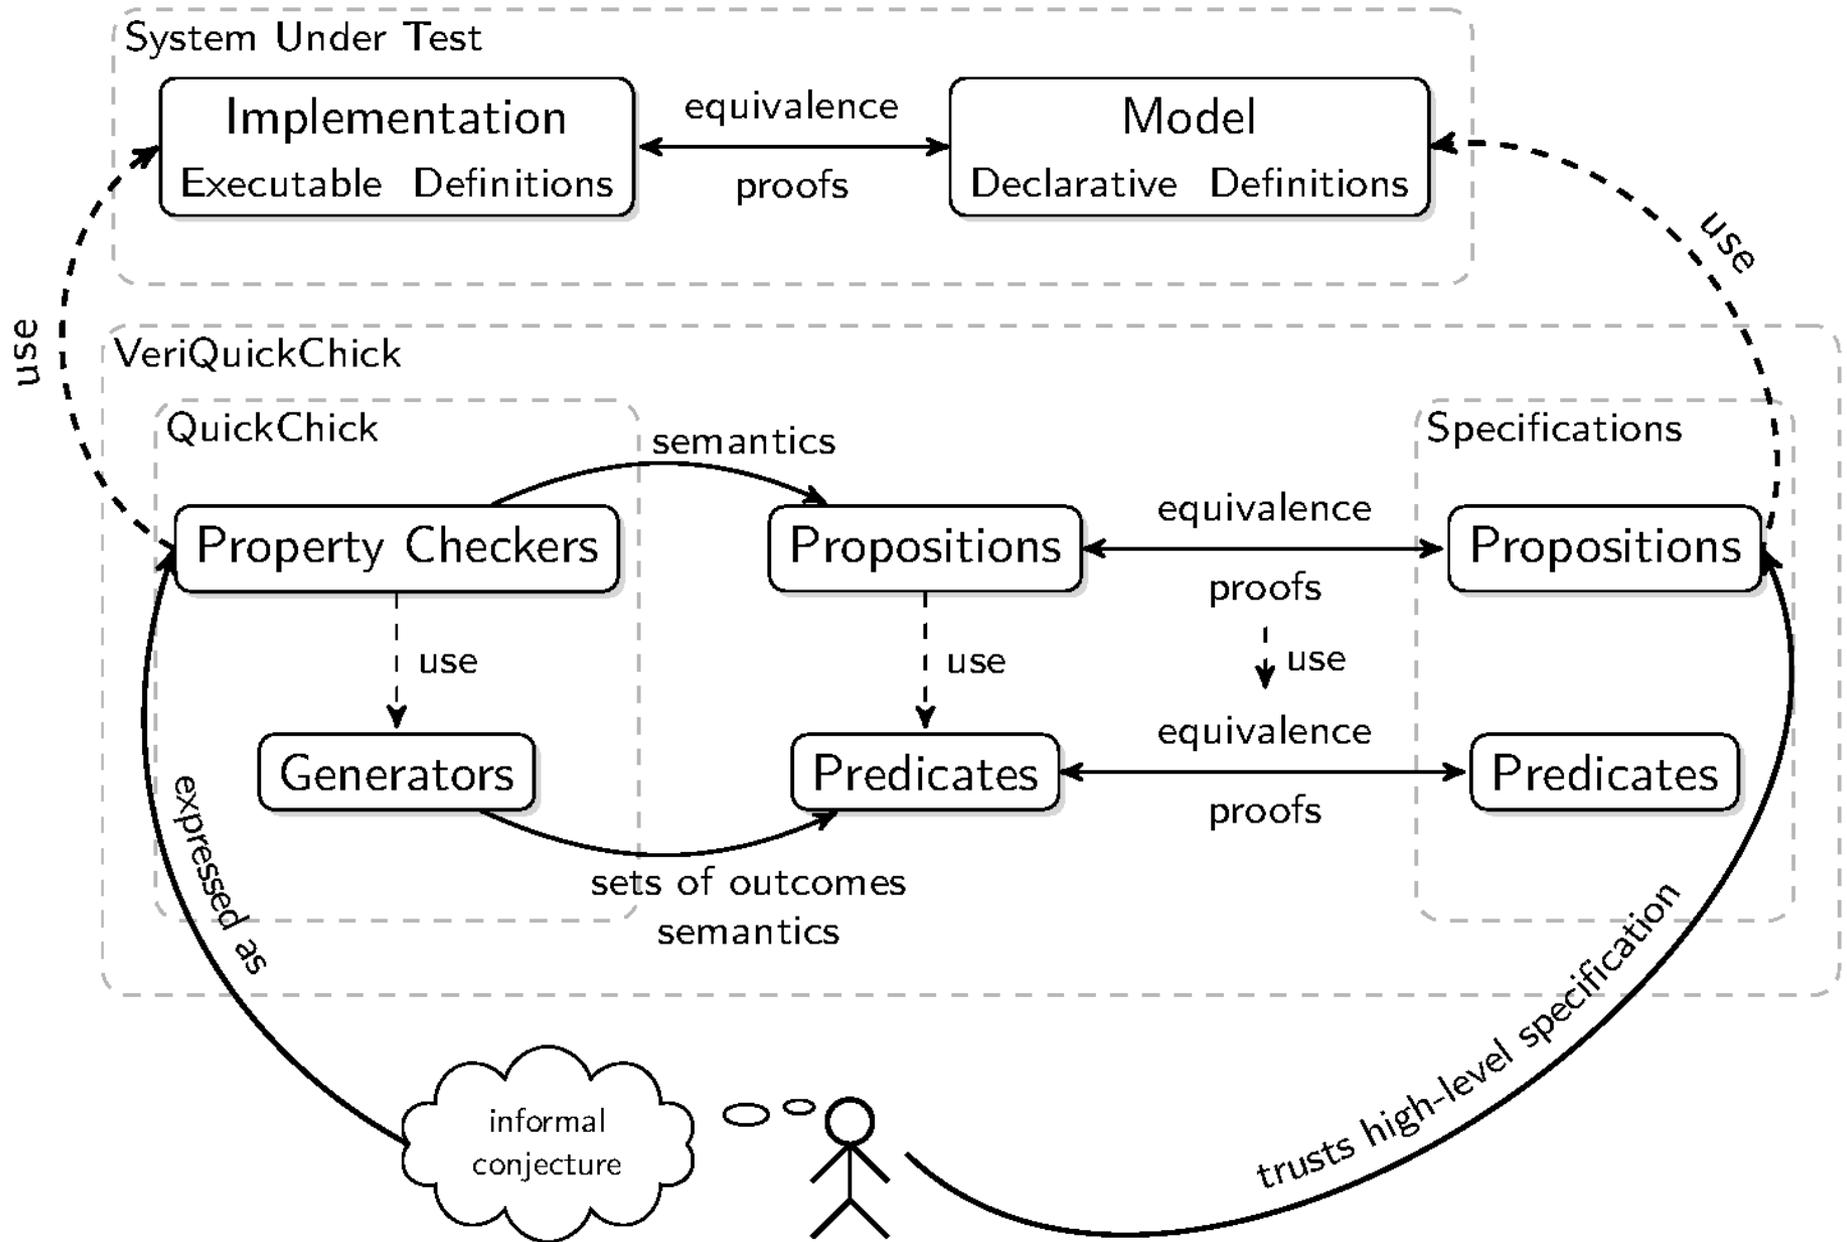 System Under Test
Implementation
Executable Definitions
equivalence
proofs
Model
Declarative Definitions
use
use
VeriQuickChick
QuickChick
semantics
Specifications
Property Checkers
Propositions
equivalence
proofs
Propositions
use
use
use
Generators
Predicates
equivalence
proofs
Predicates
sets of outcomes
semantics
expressed as
trusts high-level specification
informal
conjecture